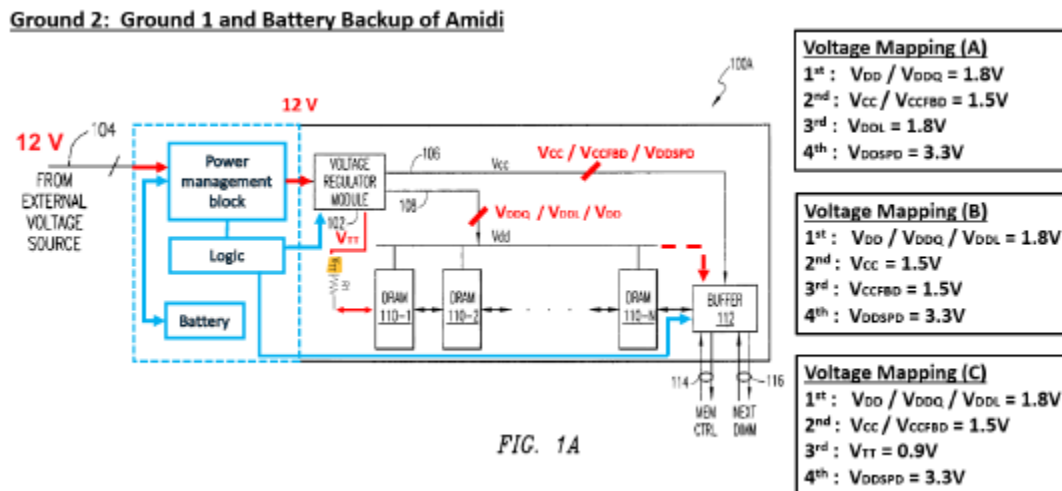 Ground 2: Ground 1 and Battery Backup of Amidi
100A
12 V
104
12 V
FROM
EXTERNAL
VOLTAGE
SOURCE
Power
management
block
Logic
Battery
VOLTAGE
REGULATOR
MODULE
102
106
Vcc
VCC / VCCFBD / VDDSPD
108
VDDQ / VDDL / VDD
Vdd
VTT
DRAM
110-1
DRAM
110-2
DRAM
110-N
BUFFER
112
114
116
MEM
CTRL
NEXT
DIMM
FIG. 1A
Voltage Mapping (A)
1st : VDD / VDDQ = 1.8V
2nd : VCC / VCCFBD = 1.5V
3rd : VDDL = 1.8V
4th : VDDSPD = 3.3V
Voltage Mapping (B)
1st : VDD / VDDQ / VDDL = 1.8V
2nd : VCC = 1.5V
3rd : VCCFBD = 1.5V
4th : VDDSPD = 3.3V
Voltage Mapping (C)
1st : VDD / VDDQ / VDDL = 1.8V
2nd : VCC / VCCFBD = 1.5V
3rd : VTT = 0.9V
4th : VDDSPD = 3.3V